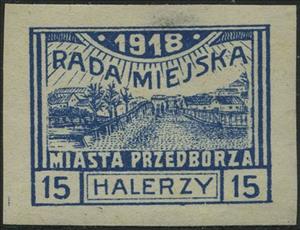 1918
RADA MIEJSKA
MIASTA PRZEDBORZA
15 HALERZY 15